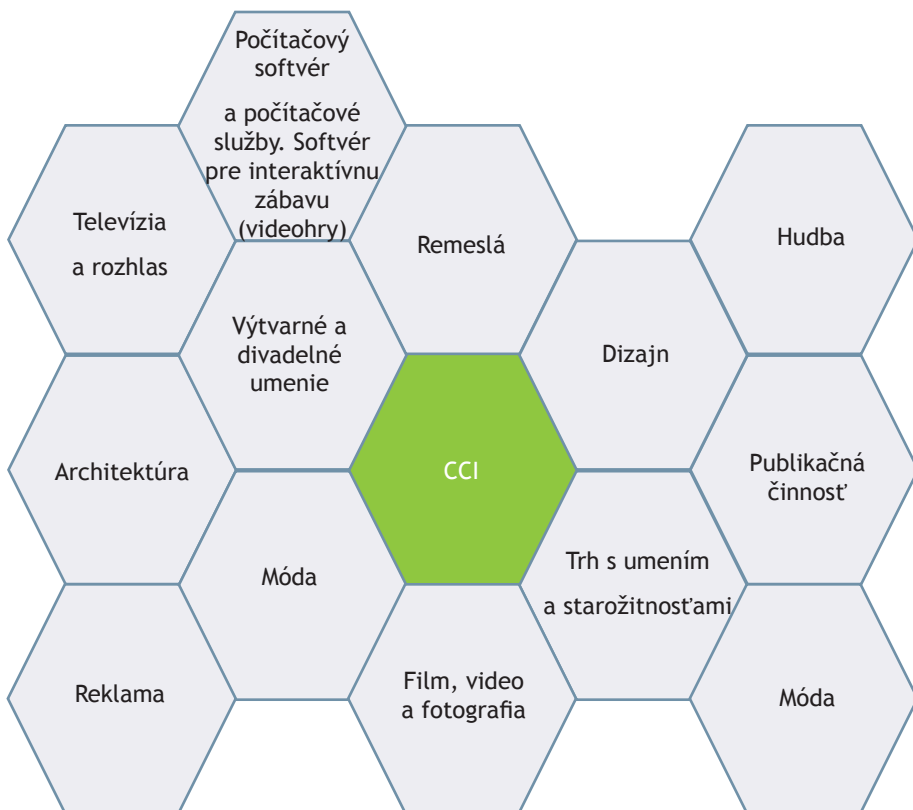 Počítačový
softvér
a počítačové
služby. Softvér
pre interaktívnu
zábavu
(videohry)
Televízia
a rozhlas
Remeslá
Hudba
Výtvarné a
divadelné
umenie
Dizajn
Architektúra
CCI
Publikačná
činnosť
Móda
Trh s umením
a starožitnosťami
Reklama
Film, video
a fotografia
Móda